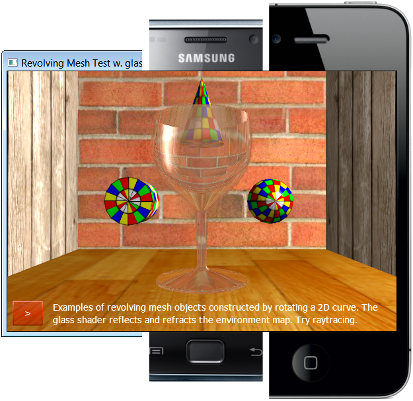 Revolving Mesh Test w. glas
SAMSUNG
>
Examples of revolving mesh objects constructed by rotating a 2D curve. The
glass shader reflects and refracts the environment map. Try raytracing.